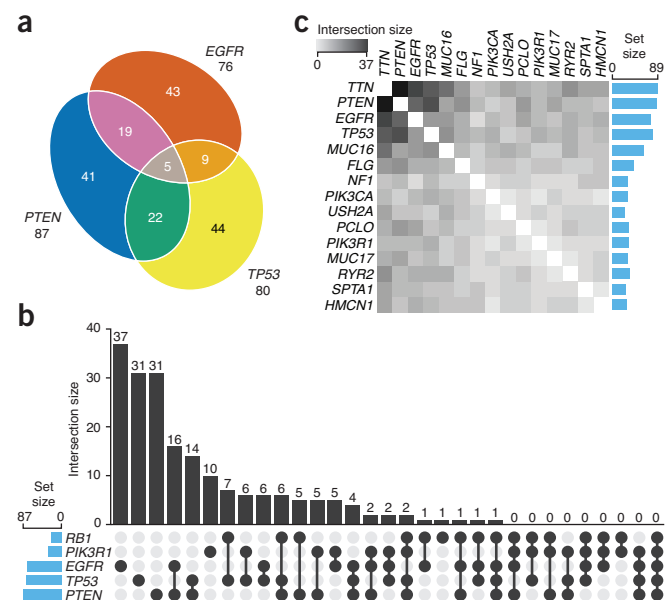 a
EGFR
76
43
19
5
9
41
22
44
PTEN
87
TP53
80
c
Intersection size
0 37
TTN PTEN EGFR TP53 MUC16 FLG NF1 PIK3CA USH2A PCLO PIK3R1 MUC17 RYR2 SPTA1 HMCN1
Set
size
0 89
TTN
PTEN
EGFR
TP53
MUC16
FLG
NF1
PIK3CA
USH2A
PCLO
PIK3R1
MUC17
RYR2
SPTA1
HMCN1
b
Intersection size
40
30
20
10
0
37 31 31 16 14 10 7 6 6 6 5 5 5 4 2 2 2 1 1 1 1 1 0 0 0 0 0 0 0 0 0
Set
size
87 0
RB1
PIK3R1
EGFR
TP53
PTEN